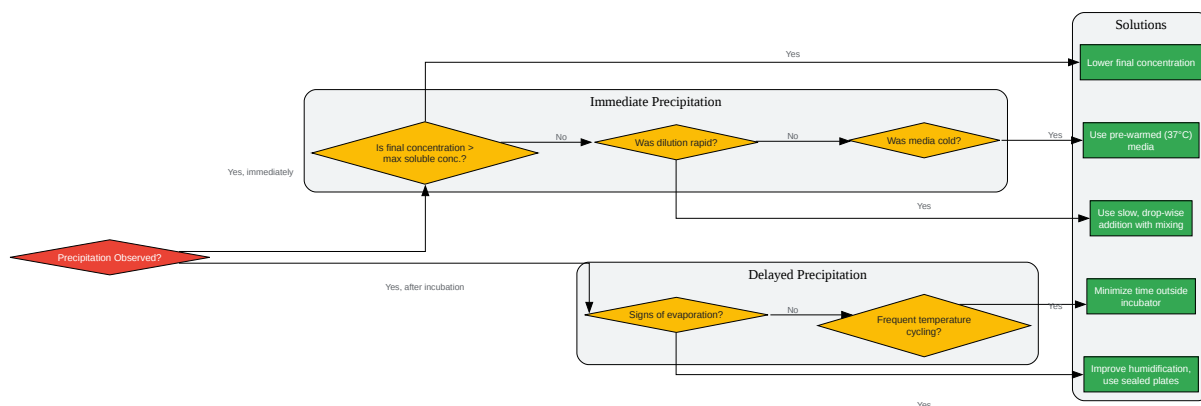 Solutions
Yes
Lower final concentration
Immediate Precipitation
Is final concentration >
max soluble conc.?
No
Was dilution rapid?
No
Was media cold?
Yes
Use pre-warmed (37°C)
media
Yes, immediately
Yes
Use slow, drop-wise
addition with mixing
Precipitation Observed?
Yes, after incubation
Delayed Precipitation
Signs of evaporation?
No
Frequent temperature
cycling?
Yes
Minimize time outside
incubator
Improve humidification,
use sealed plates
Yes